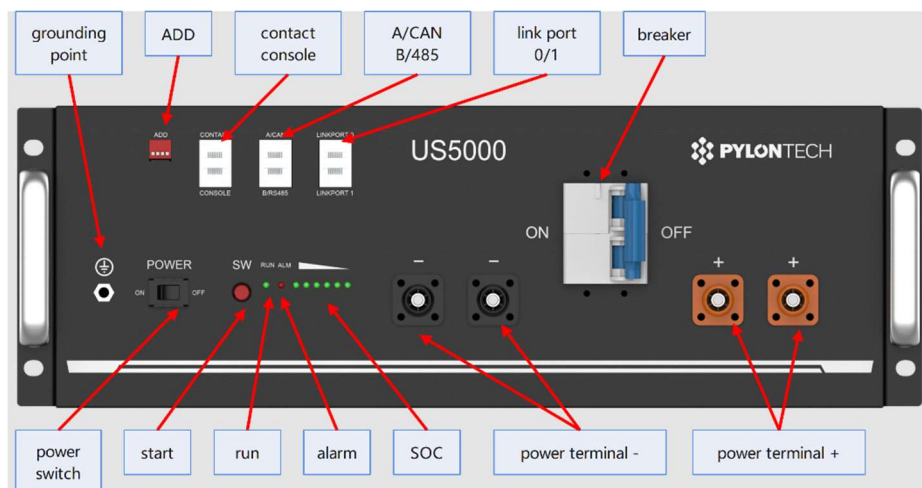 grounding
point
ADD
contact
console
A/CAN
B/485
link port
0/1
breaker
ADD
CONTACT
A/CAN
LINKPORT 0
US5000
PYLONTECH
CONSOLE
B/RS485
LINKPORT 1
ON
OFF
POWER
SW
RUN
ALM
ON
OFF
−
−
+
+
power
switch
start
run
alarm
SOC
power terminal -
power terminal +